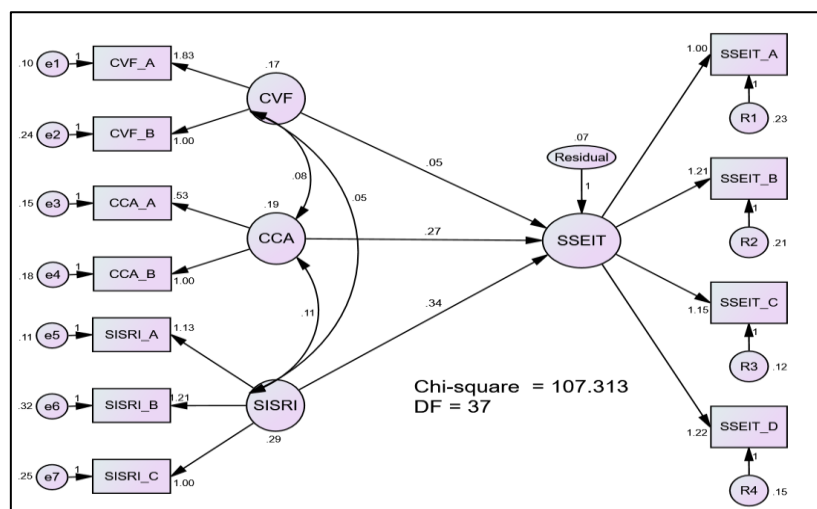 .10 e1 1 CVF_A 1.83
.24 e2 1 CVF_B 1.00
.15 e3 1 CCA_A .53
.18 e4 1 CCA_B 1.00
.11 e5 1 SISRI_A 1.13
.32 e6 1 SISRI_B 1.21
.25 e7 1 SISRI_C 1.00
.17
CVF
.08
.05
.19
CCA
.11
SISRI
.29
.05
.27
.34
.07
Residual
1
SSEIT
Chi-square = 107.313
DF = 37
1.00 SSEIT_A
1
R1 .23
1.21 SSEIT_B
1
R2 .21
1.15 SSEIT_C
1
R3 .12
1.22 SSEIT_D
1
R4 .15